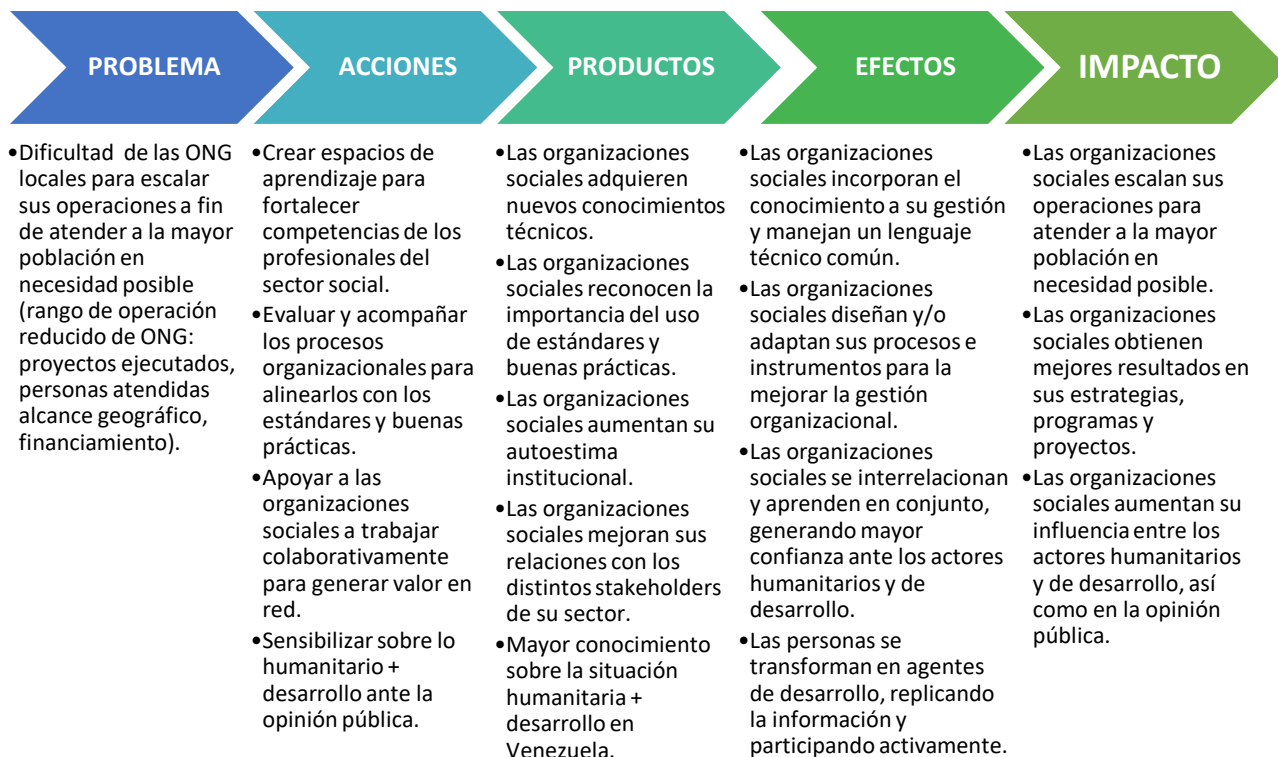 PROBLEMA
ACCIONES
PRODUCTOS
EFECTOS
IMPACTO
•Dificultad de las ONG
locales para escalar
sus operaciones a fin
de atender a la mayor
población en
necesidad posible
(rango de operación
reducido de ONG:
proyectos ejecutados,
personas atendidas
alcance geográfico,
financiamiento).
•Crear espacios de
aprendizaje para
fortalecer
competencias de los
profesionales del
sector social.
•Evaluar y acompañar
los procesos
organizacionales para
alinearlos con los
estándares y buenas
prácticas.
•Apoyar a las
organizaciones
sociales a trabajar
colaborativamente
para generar valor en
red.
•Sensibilizar sobre lo
humanitario +
desarrollo ante la
opinión pública.
•Las organizaciones
sociales adquieren
nuevos conocimientos
técnicos.
•Las organizaciones
sociales reconocen la
importancia del uso
de estándares y
buenas prácticas.
•Las organizaciones
sociales aumentan su
autoestima
institucional.
•Las organizaciones
sociales mejoran sus
relaciones con los
distintos stakeholders
de su sector.
•Mayor conocimiento
sobre la situación
humanitaria +
desarrollo en
Venezuela.
•Las organizaciones
sociales incorporan el
conocimiento a su gestión
y manejan un lenguaje
técnico común.
•Las organizaciones
sociales diseñan y/o
adaptan sus procesos e
instrumentos para la
mejorar la gestión
organizacional.
•Las organizaciones
sociales se interrelacionan
y aprenden en conjunto,
generando mayor
confianza ante los actores
humanitarios y de
desarrollo.
•Las personas se
transforman en agentes
de desarrollo, replicando
la información y
participando activamente.
•Las organizaciones
sociales escalan sus
operaciones para
atender a la mayor
población en
necesidad posible.
•Las organizaciones
sociales obtienen
mejores resultados en
sus estrategias,
programas y
proyectos.
•Las organizaciones
sociales aumentan su
influencia entre los
actores humanitarios
y de desarrollo, así
como en la opinión
pública.